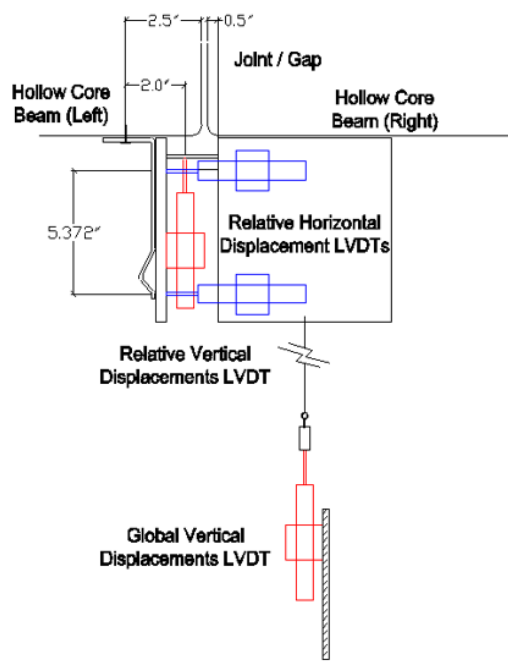 2.5″
0.5″
Joint / Gap
Hollow Core
Beam (Left)
2.0″
Hollow Core
Beam (Right)
5.372″
Relative Horizontal
Displacement LVDTs
Relative Vertical
Displacements LVDT
Global Vertical
Displacements LVDT